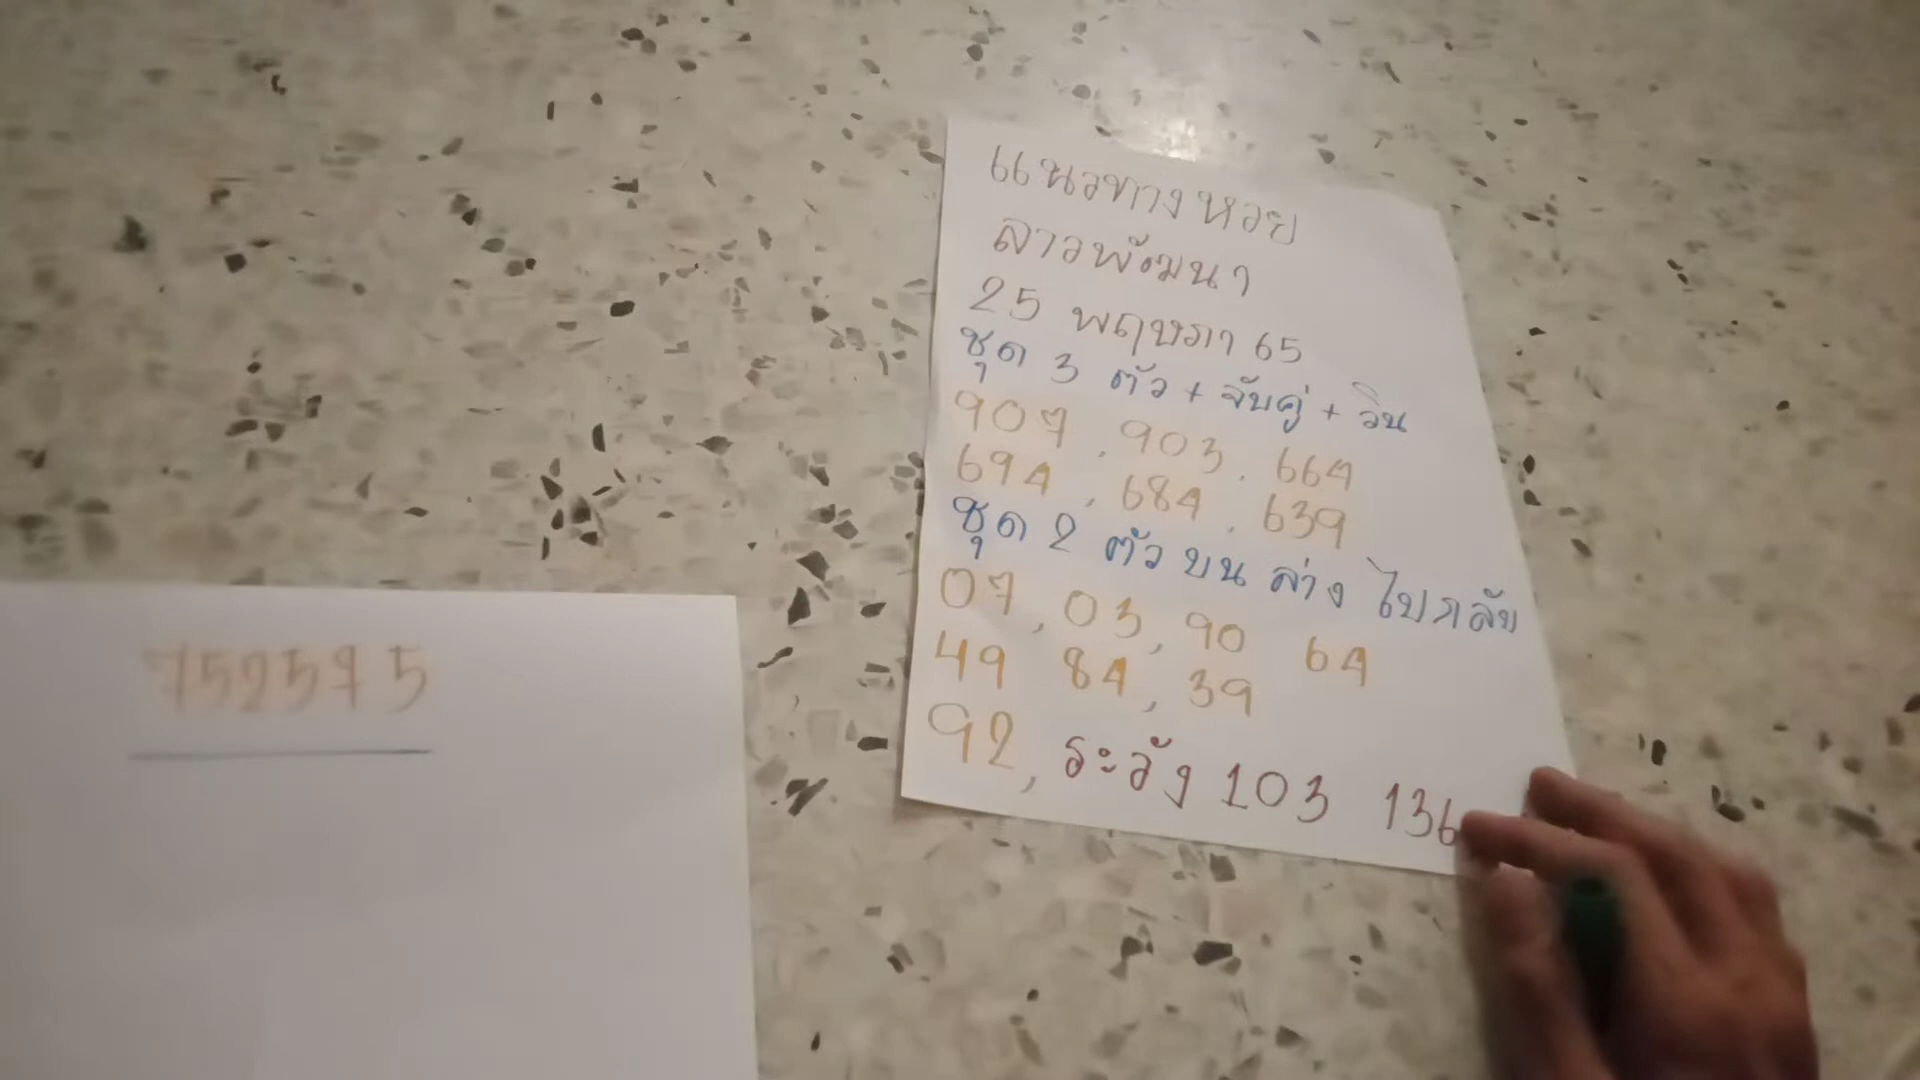 แนวทางหวย
ลาวพัฒนา
25 พฤษภา 65
ชุด 3 ตัว + จับคู่ + วิน
907 . 903 . 664
694 . 684 . 639
ชุด 2 ตัว บน ล่าง ไปกลับ
07 , 03 , 90 64
49 84 , 39
92 , ระวัง 103 136
752575